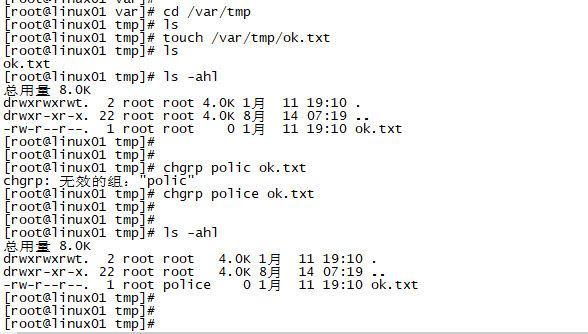 [root@linux01 var]# cd /var/tmp
[root@linux01 tmp]# ls
[root@linux01 tmp]# touch /var/tmp/ok.txt
[root@linux01 tmp]# ls
ok.txt
[root@linux01 tmp]# ls -ahl
总用量 8.0K
drwxrwxrwt.  2 root root 4.0K 1月  11 19:10 .
drwxr-xr-x. 22 root root 4.0K 8月  14 07:19 ..
-rw-r--r--.  1 root root    0 1月  11 19:10 ok.txt
[root@linux01 tmp]#
[root@linux01 tmp]# chgrp polic ok.txt
chgrp: 无效的组："polic"
[root@linux01 tmp]# chgrp police ok.txt
[root@linux01 tmp]#
[root@linux01 tmp]#
[root@linux01 tmp]# ls -ahl
总用量 8.0K
drwxrwxrwt.  2 root root   4.0K 1月  11 19:10 .
drwxr-xr-x. 22 root root   4.0K 8月  14 07:19 ..
-rw-r--r--.  1 root police    0 1月  11 19:10 ok.txt
[root@linux01 tmp]#
[root@linux01 tmp]#
[root@linux01 tmp]#